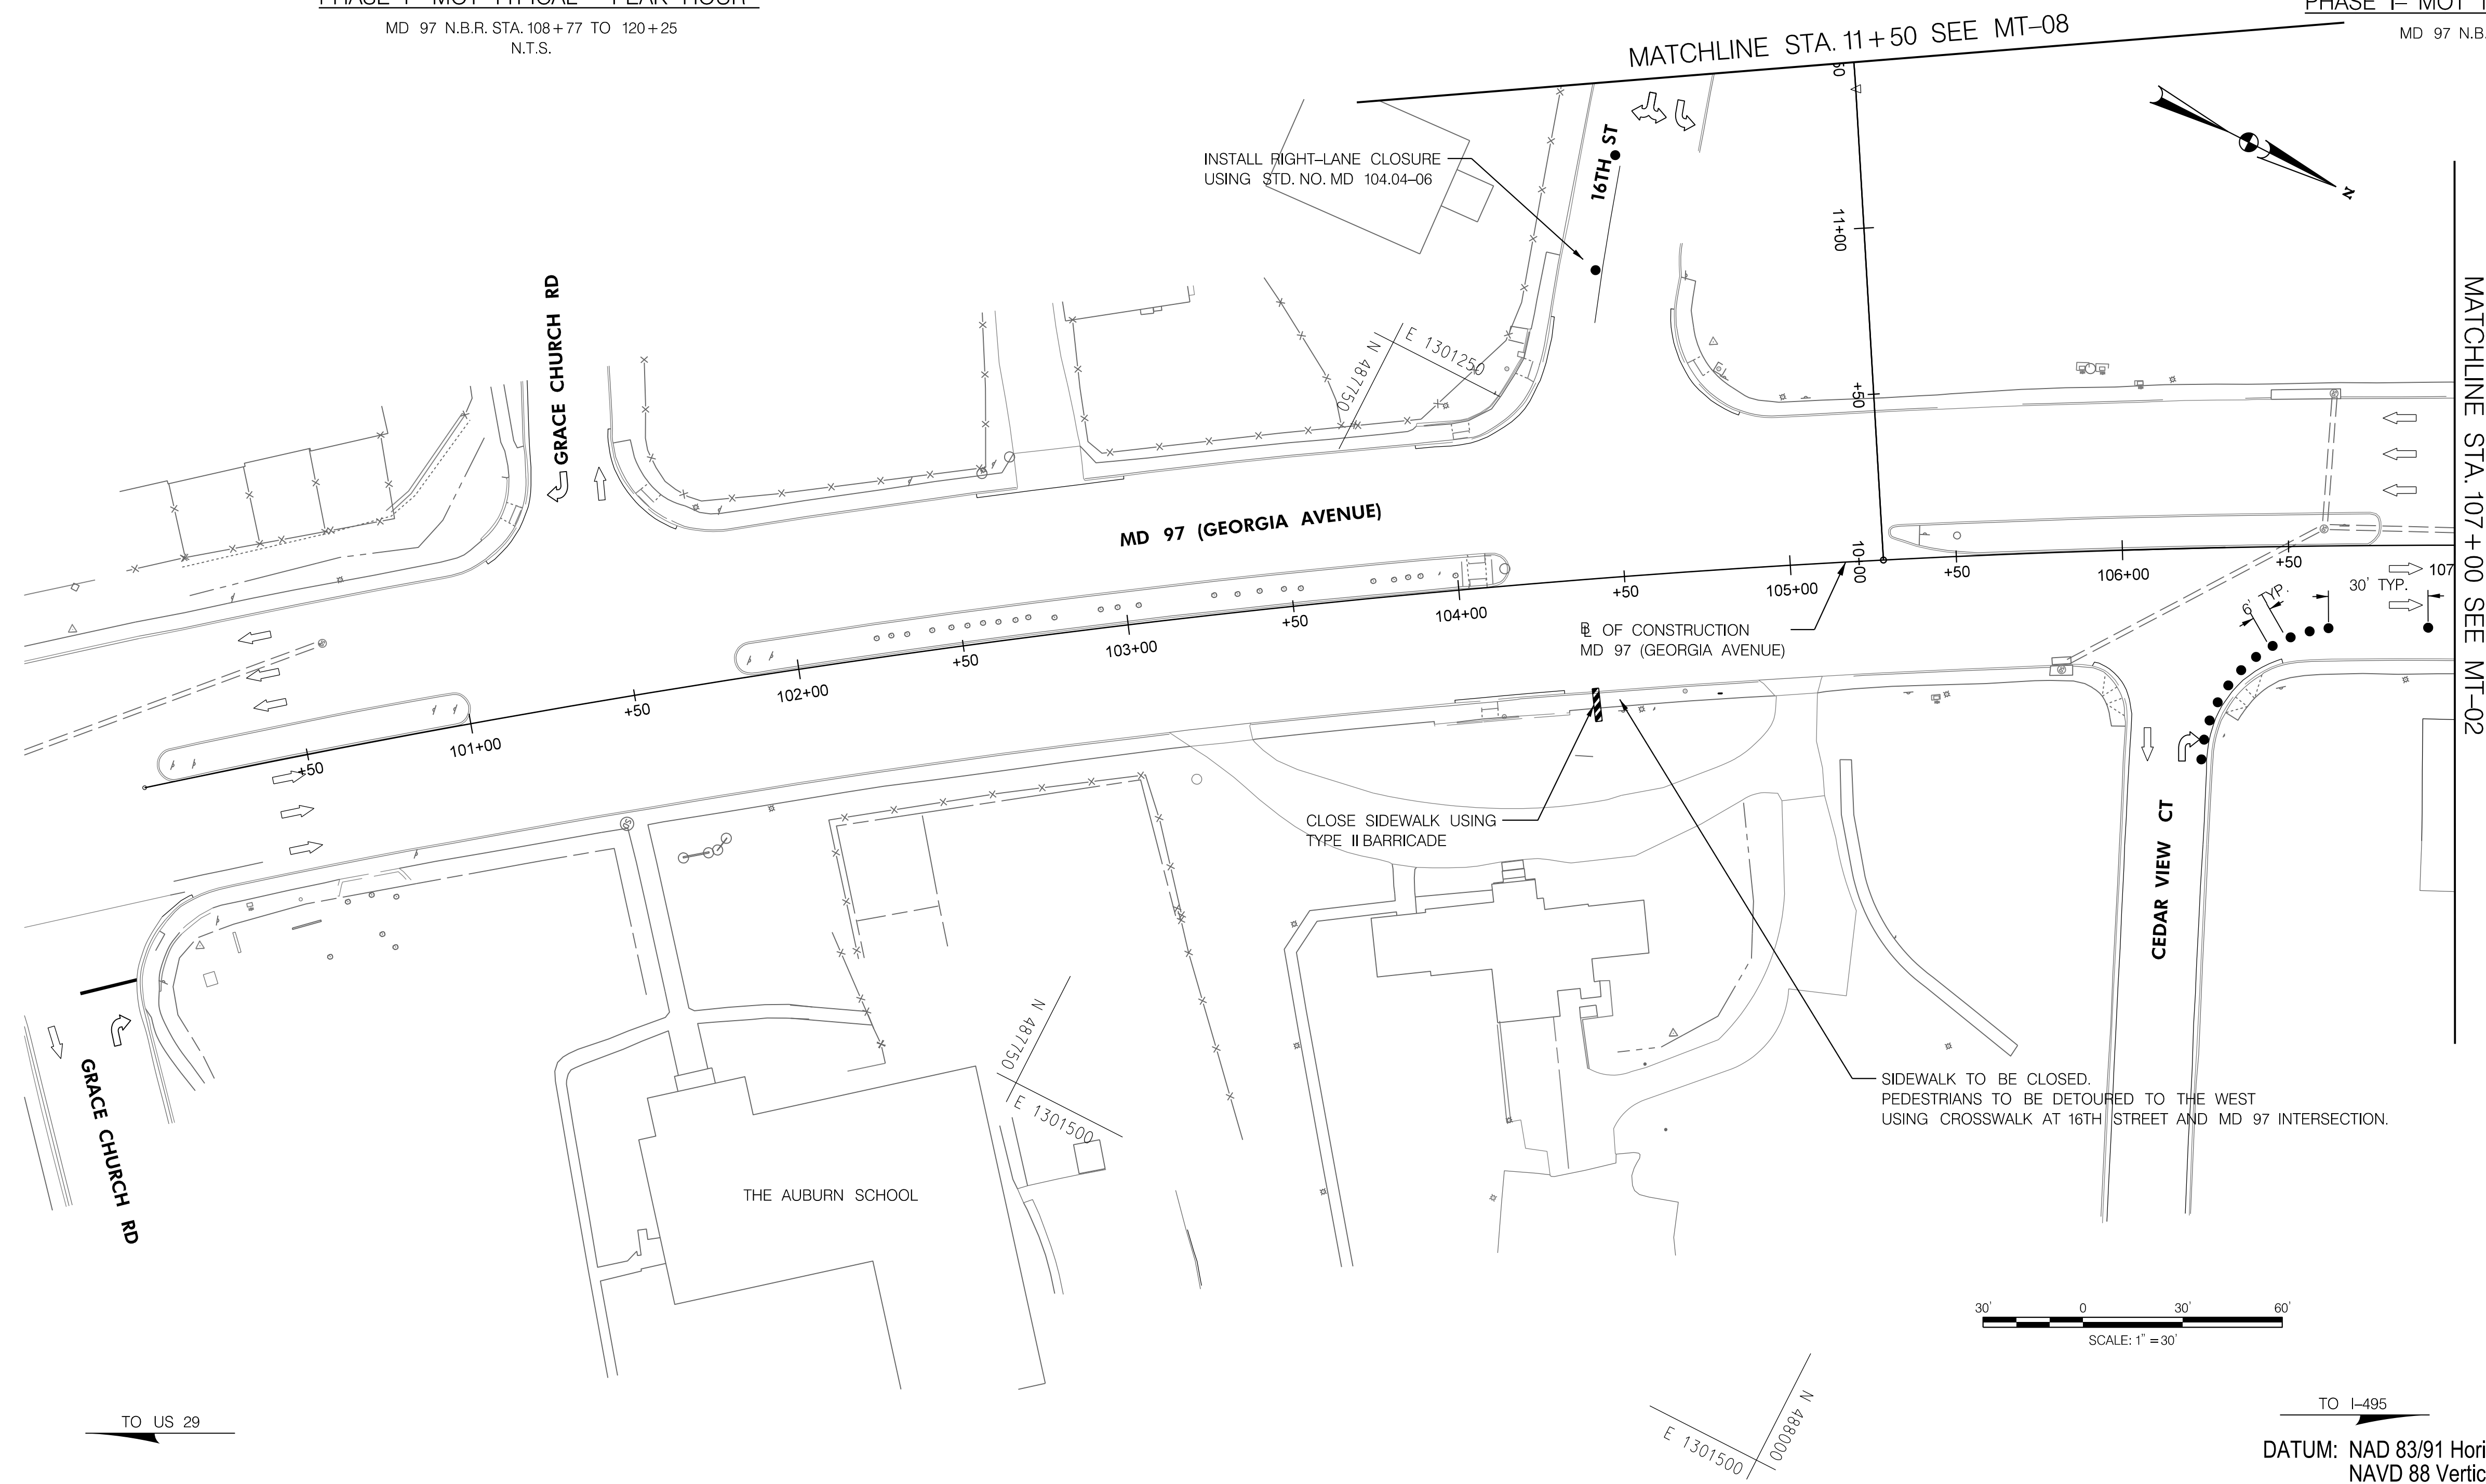 MD 97 N.B.R. STA. 108+77 TO 120+25
N.T.S.
PHASE I- MOT
MD 97 N.B.
MATCHLINE STA. 11+50 SEE MT-08
INSTALL RIGHT-LANE CLOSURE
USING STD. NO. MD 104.04-06
16TH ST
11+00
+50
10+00
N
MATCHLINE STA. 107+00 SEE MT-02
GRACE CHURCH RD
N 487750
E 1301250
MD 97 (GEORGIA AVENUE)
+50
101+00
+50
102+00
+50
103+00
+50
104+00
+50
105+00
+50
106+00
+50
107
6' TYP.
30' TYP.
BL OF CONSTRUCTION
MD 97 (GEORGIA AVENUE)
CLOSE SIDEWALK USING
TYPE II BARRICADE
CEDAR VIEW CT
SIDEWALK TO BE CLOSED.
PEDESTRIANS TO BE DETOURED TO THE WEST
USING CROSSWALK AT 16TH STREET AND MD 97 INTERSECTION.
GRACE CHURCH RD
N 487750
E 1301500
THE AUBURN SCHOOL
30' 0 30' 60'
SCALE: 1" = 30'
N 488000
E 1301500
TO US 29
TO I-495
DATUM: NAD 83/91 Hori
NAVD 88 Vertic